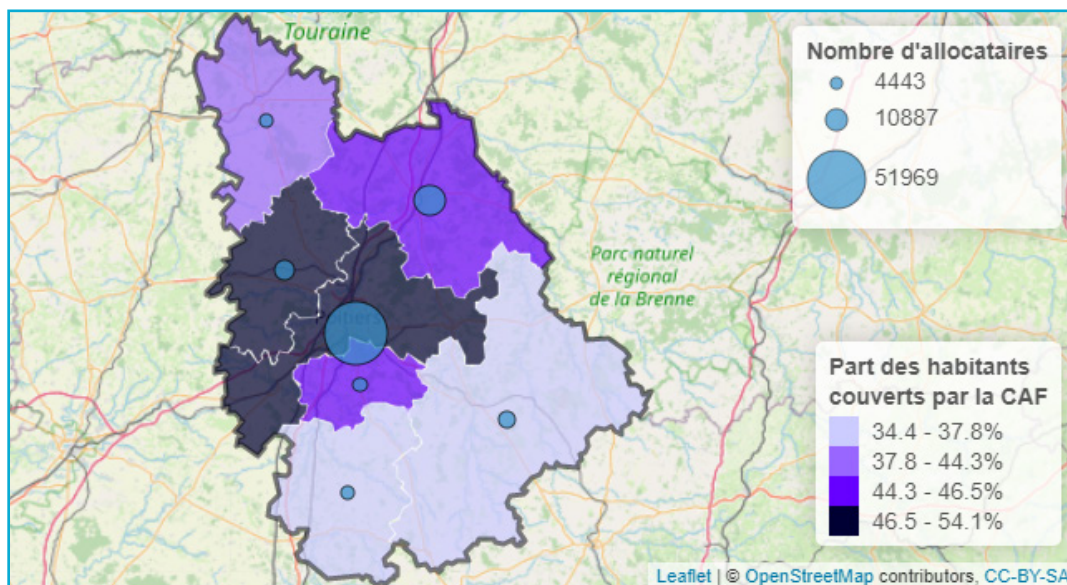 Touraine
Parc naturel
régional
de la Brenne
Poitiers
Nombre d'allocataires
4443
10887
51969
Part des habitants
couverts par la CAF
34.4 - 37.8%
37.8 - 44.3%
44.3 - 46.5%
46.5 - 54.1%
Leaflet | © OpenStreetMap contributors, CC-BY-SA